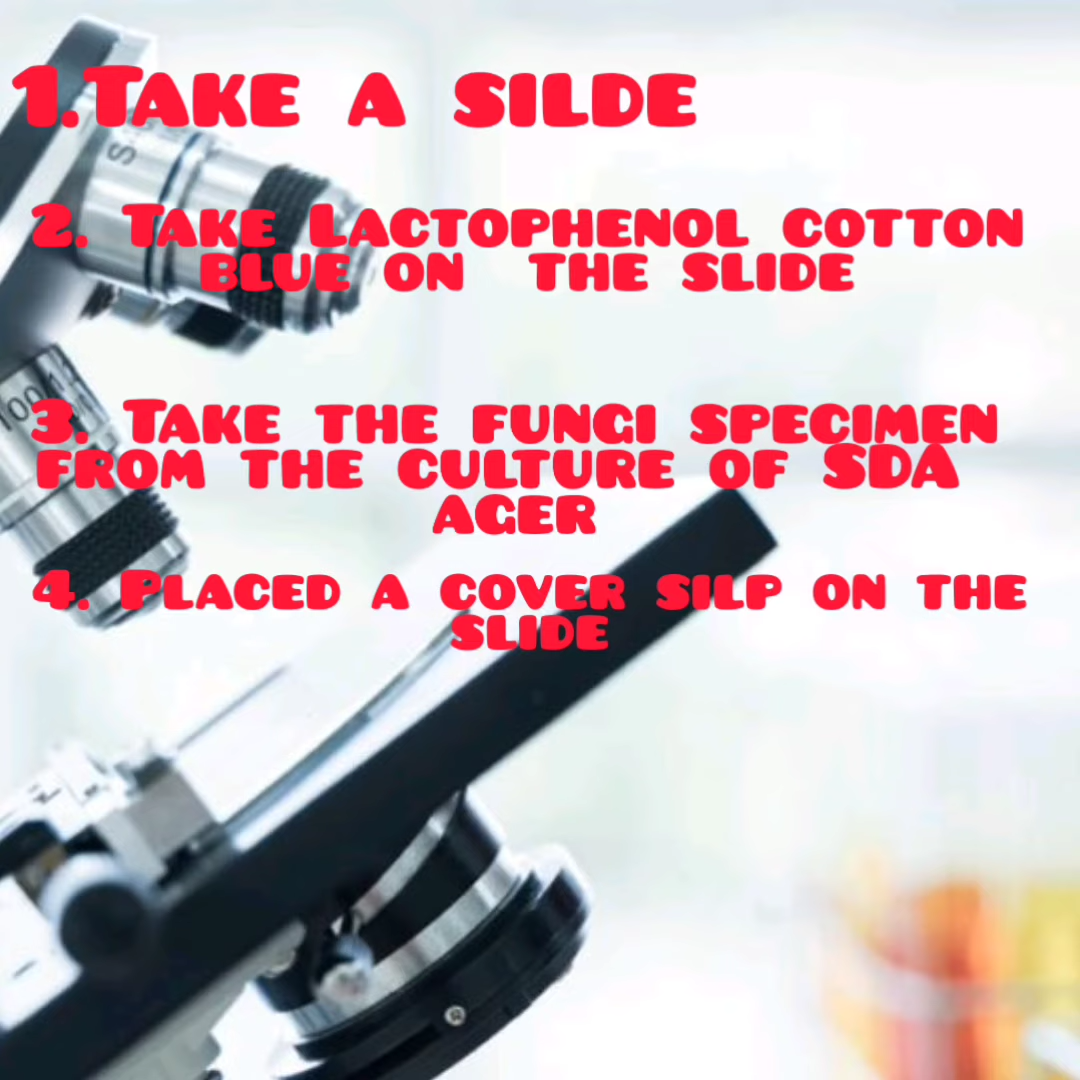 1.Take a silde
2. Take Lactophenol cotton
blue on the slide
3. Take the fungi specimen
from the culture of SDA
ager
4. Placed a cover silp on the
slide